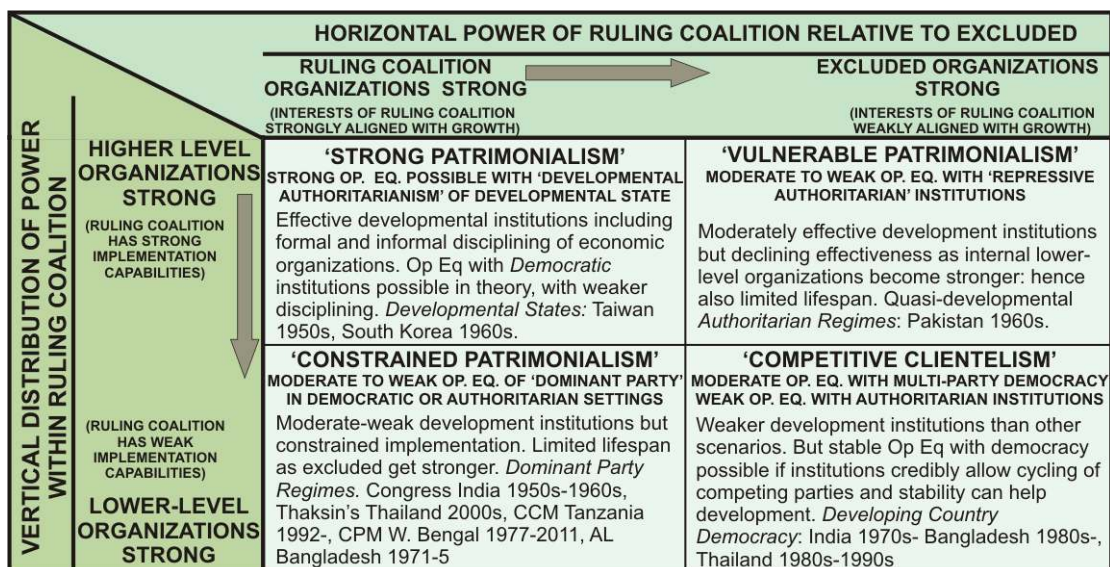 HORIZONTAL POWER OF RULING COALITION RELATIVE TO EXCLUDED
RULING COALITION
ORGANIZATIONS STRONG
(INTERESTS OF RULING COALITION
STRONGLY ALIGNED WITH GROWTH)
EXCLUDED ORGANIZATIONS
STRONG
(INTERESTS OF RULING COALITION
WEAKLY ALIGNED WITH GROWTH)
VERTICAL DISTRIBUTION OF POWER
WITHIN RULING COALITION
HIGHER LEVEL
ORGANIZATIONS
STRONG
(RULING COALITION
HAS STRONG
IMPLEMENTATION
CAPABILITIES)
'STRONG PATRIMONIALISM'
STRONG OP. EQ. POSSIBLE WITH 'DEVELOPMENTAL
AUTHORITARIANISM' OF DEVELOPMENTAL STATE
Effective developmental institutions including
formal and informal disciplining of economic
organizations. Op Eq with Democratic
institutions possible in theory, with weaker
disciplining. Developmental States: Taiwan
1950s, South Korea 1960s.
'VULNERABLE PATRIMONIALISM'
MODERATE TO WEAK OP. EQ. WITH 'REPRESSIVE
AUTHORITARIAN' INSTITUTIONS
Moderately effective development institutions
but declining effectiveness as internal lower-
level organizations become stronger: hence
also limited lifespan. Quasi-developmental
Authoritarian Regimes: Pakistan 1960s.
(RULING COALITION
HAS WEAK
IMPLEMENTATION
CAPABILITIES)
LOWER-LEVEL
ORGANIZATIONS
STRONG
'CONSTRAINED PATRIMONIALISM'
MODERATE TO WEAK OP. EQ. OF 'DOMINANT PARTY'
IN DEMOCRATIC OR AUTHORITARIAN SETTINGS
Moderate-weak development institutions but
constrained implementation. Limited lifespan
as excluded get stronger. Dominant Party
Regimes. Congress India 1950s-1960s,
Thaksin's Thailand 2000s, CCM Tanzania
1992-, CPM W. Bengal 1977-2011, AL
Bangladesh 1971-5
'COMPETITIVE CLIENTELISM'
MODERATE OP. EQ. WITH MULTI-PARTY DEMOCRACY
WEAK OP. EQ. WITH AUTHORITARIAN INSTITUTIONS
Weaker development institutions than other
scenarios. But stable Op Eq with democracy
possible if institutions credibly allow cycling of
competing parties and stability can help
development. Developing Country
Democracy: India 1970s- Bangladesh 1980s-,
Thailand 1980s-1990s